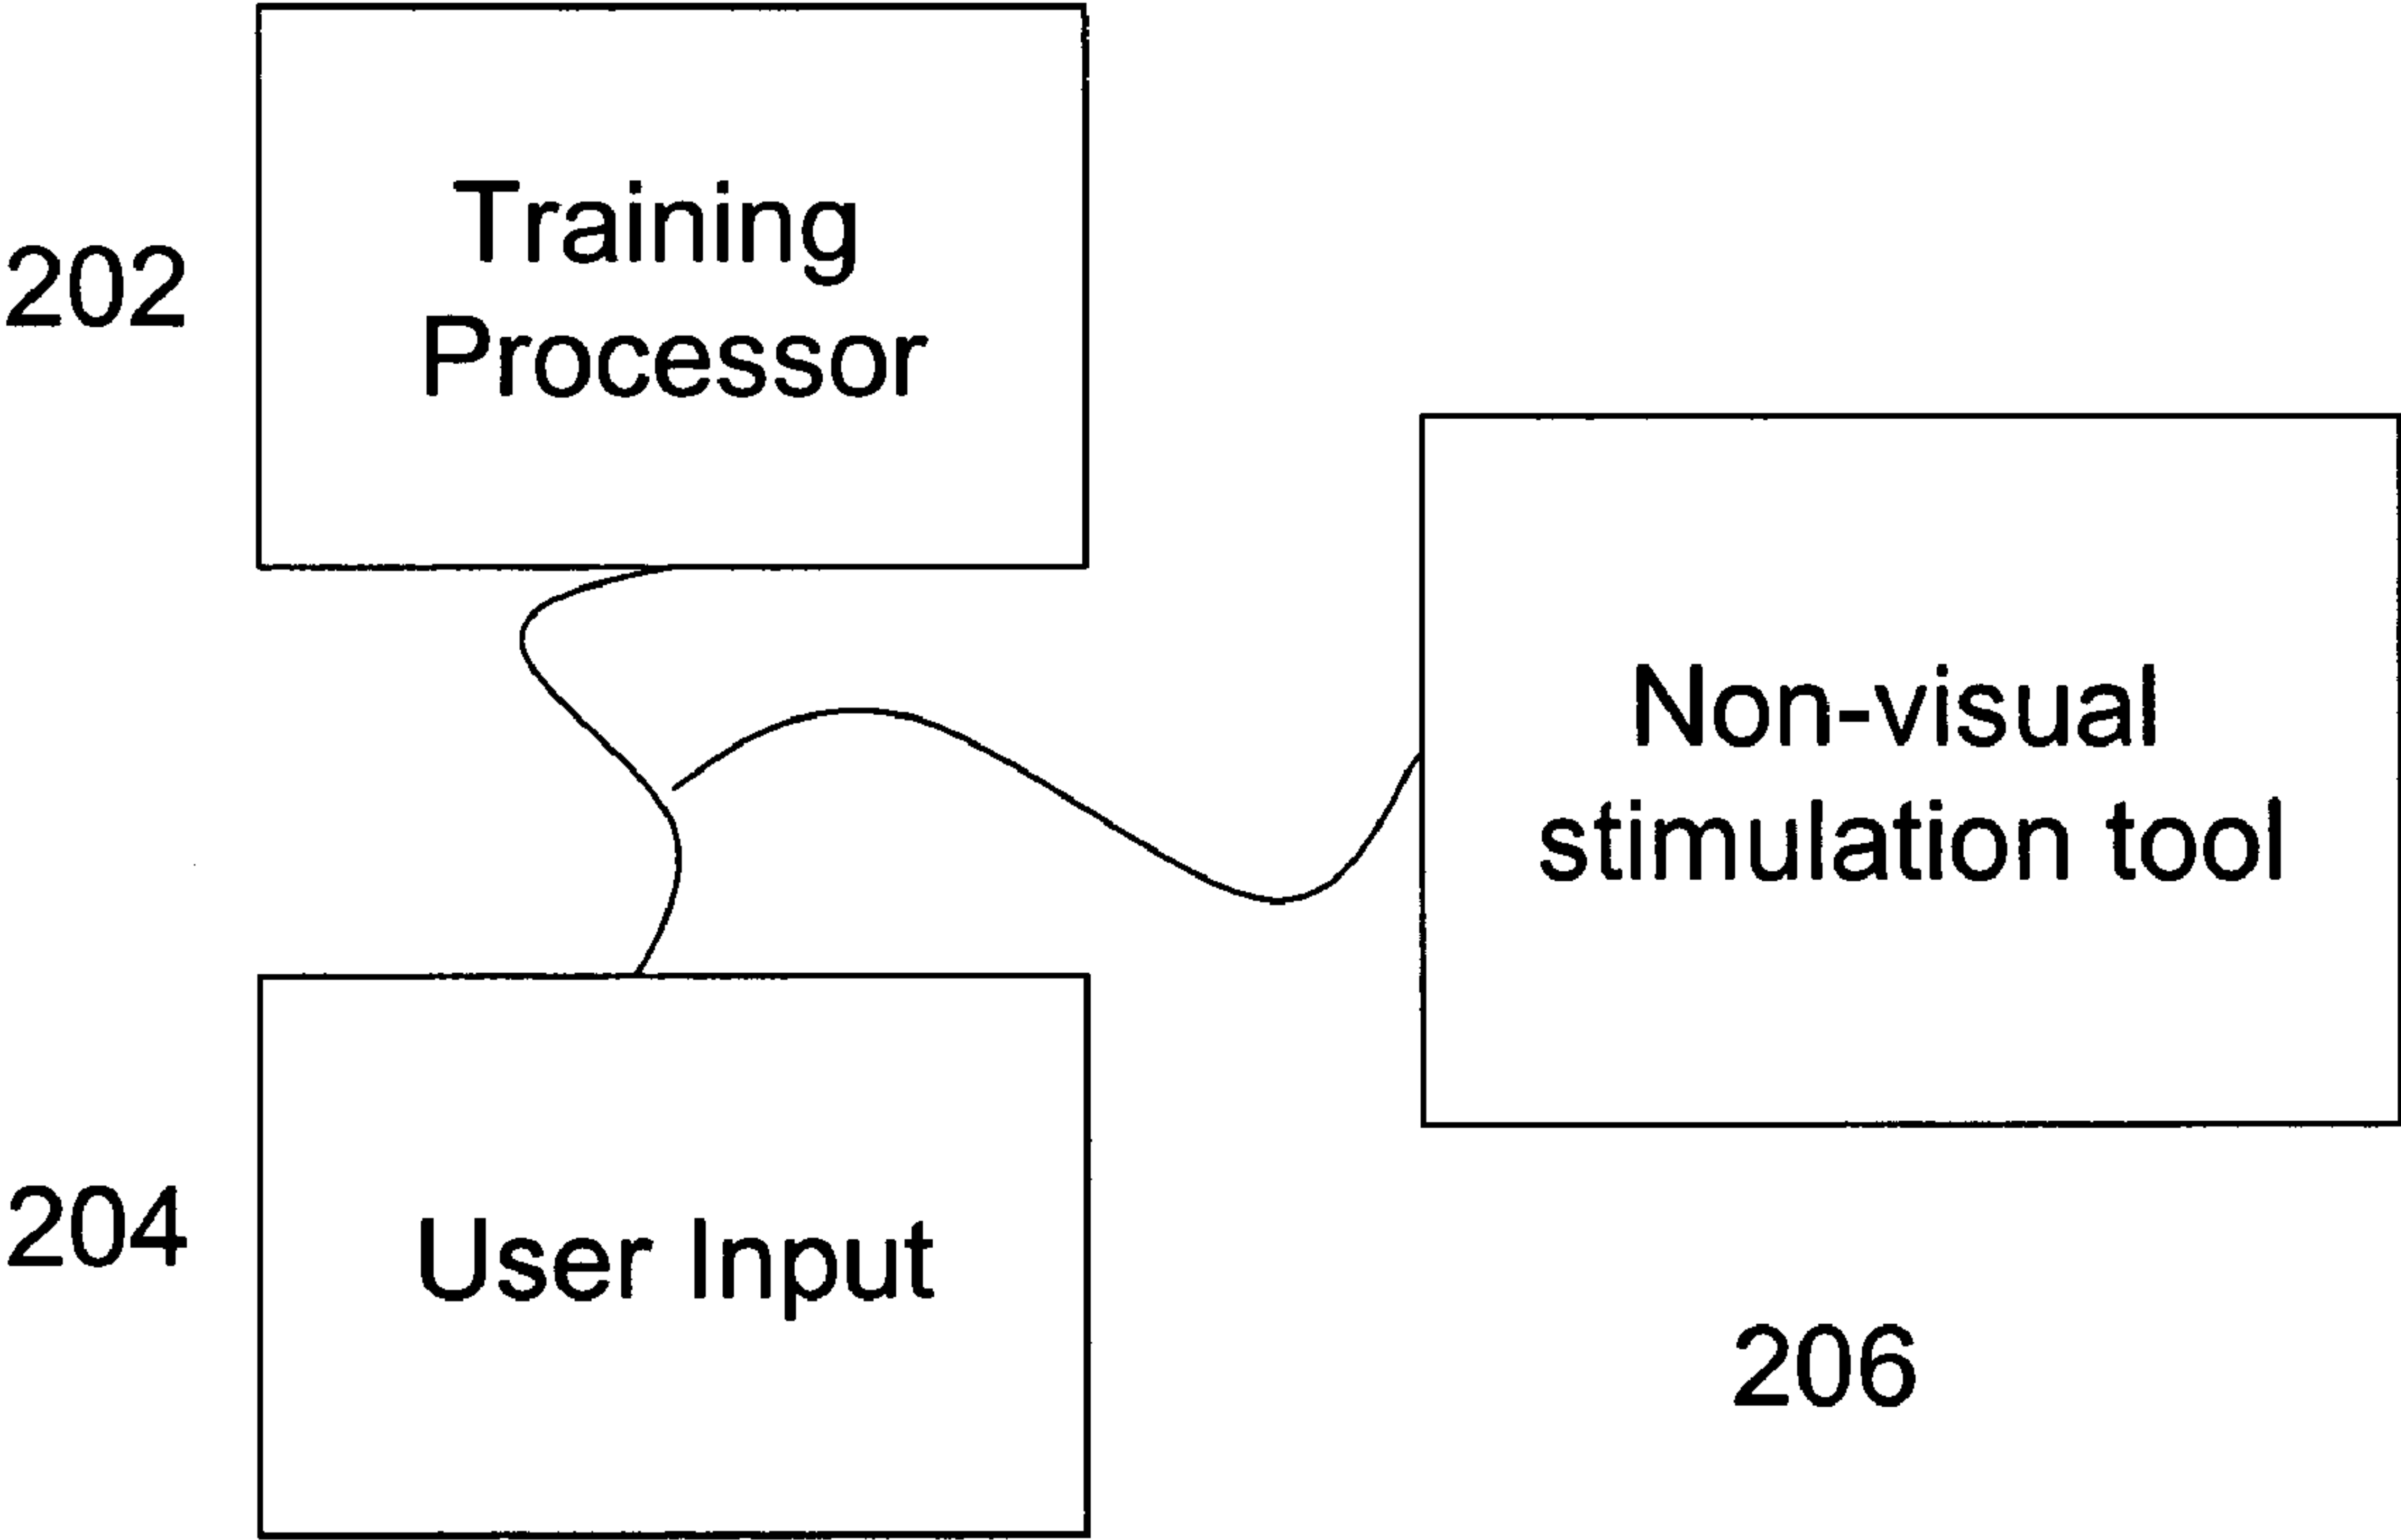 202
Training
Processor
Non-visual
stimulation tool
204
User Input
206